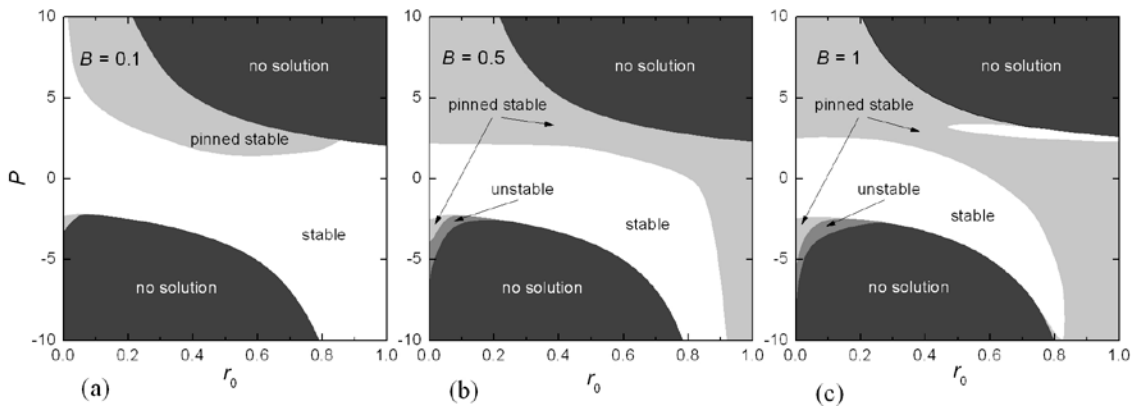 10
5
0
-5
-10
P
B = 0.1
no solution
pinned stable
stable
no solution
0.0 0.2 0.4 0.6 0.8 1.0
(a)
r0
10
5
0
-5
-10
B = 0.5
no solution
pinned stable
unstable
stable
no solution
0.0 0.2 0.4 0.6 0.8 1.0
(b)
r0
10
5
0
-5
-10
B = 1
no solution
pinned stable
unstable
stable
no solution
0.0 0.2 0.4 0.6 0.8 1.0
(c)
r0